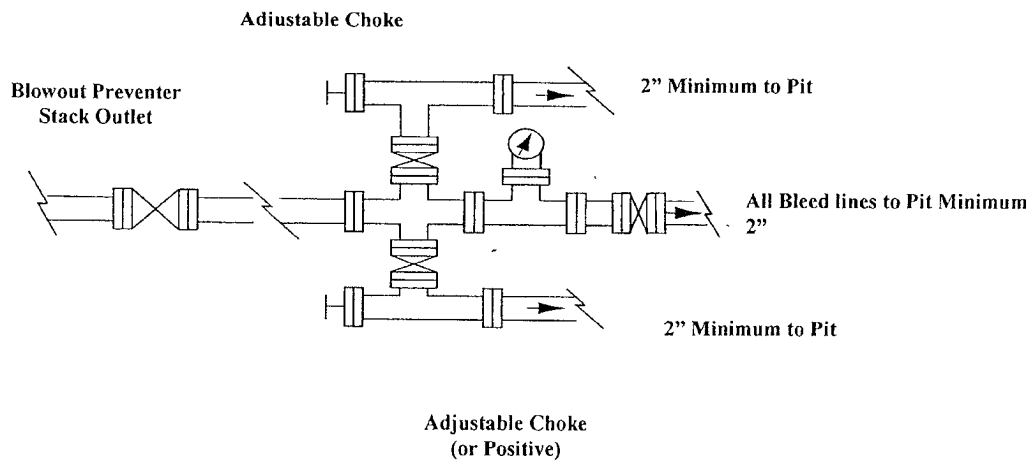 Adjustable Choke
Blowout Preventer
Stack Outlet
2” Minimum to Pit
All Bleed lines to Pit Minimum
2”
2” Minimum to Pit
Adjustable Choke
(or Positive)